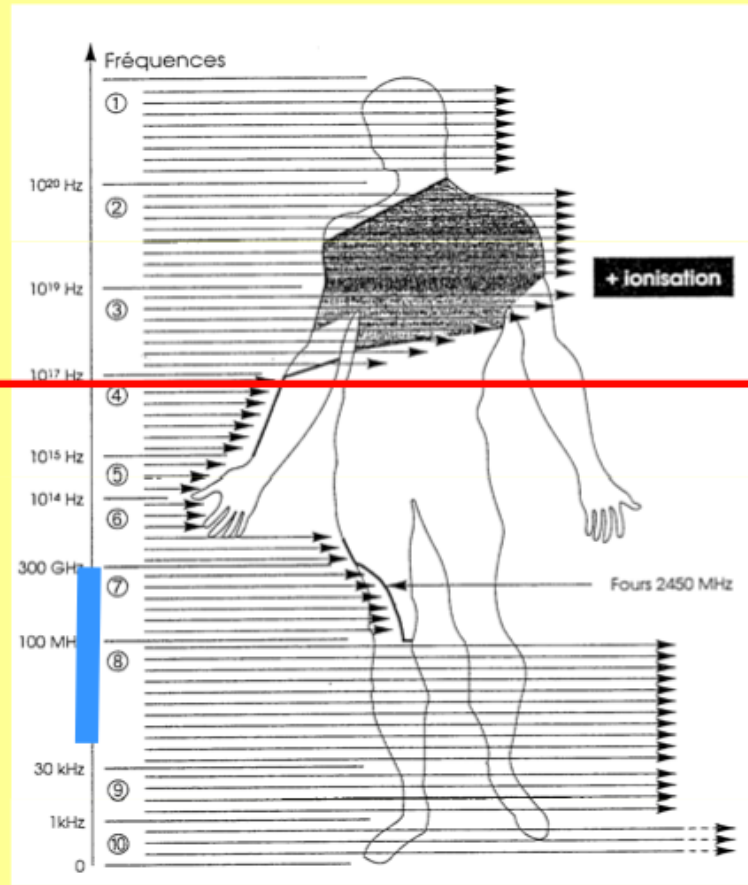 Fréquences
①
10²⁰ Hz
②
+ ionisation
10¹⁹ Hz
③
10¹⁷ Hz
④
10¹⁵ Hz
⑤
10¹⁴ Hz
⑥
300 GHz
⑦
Fours 2450 MHz
100 MH
⑧
30 kHz
⑨
1kHz
⑩
0